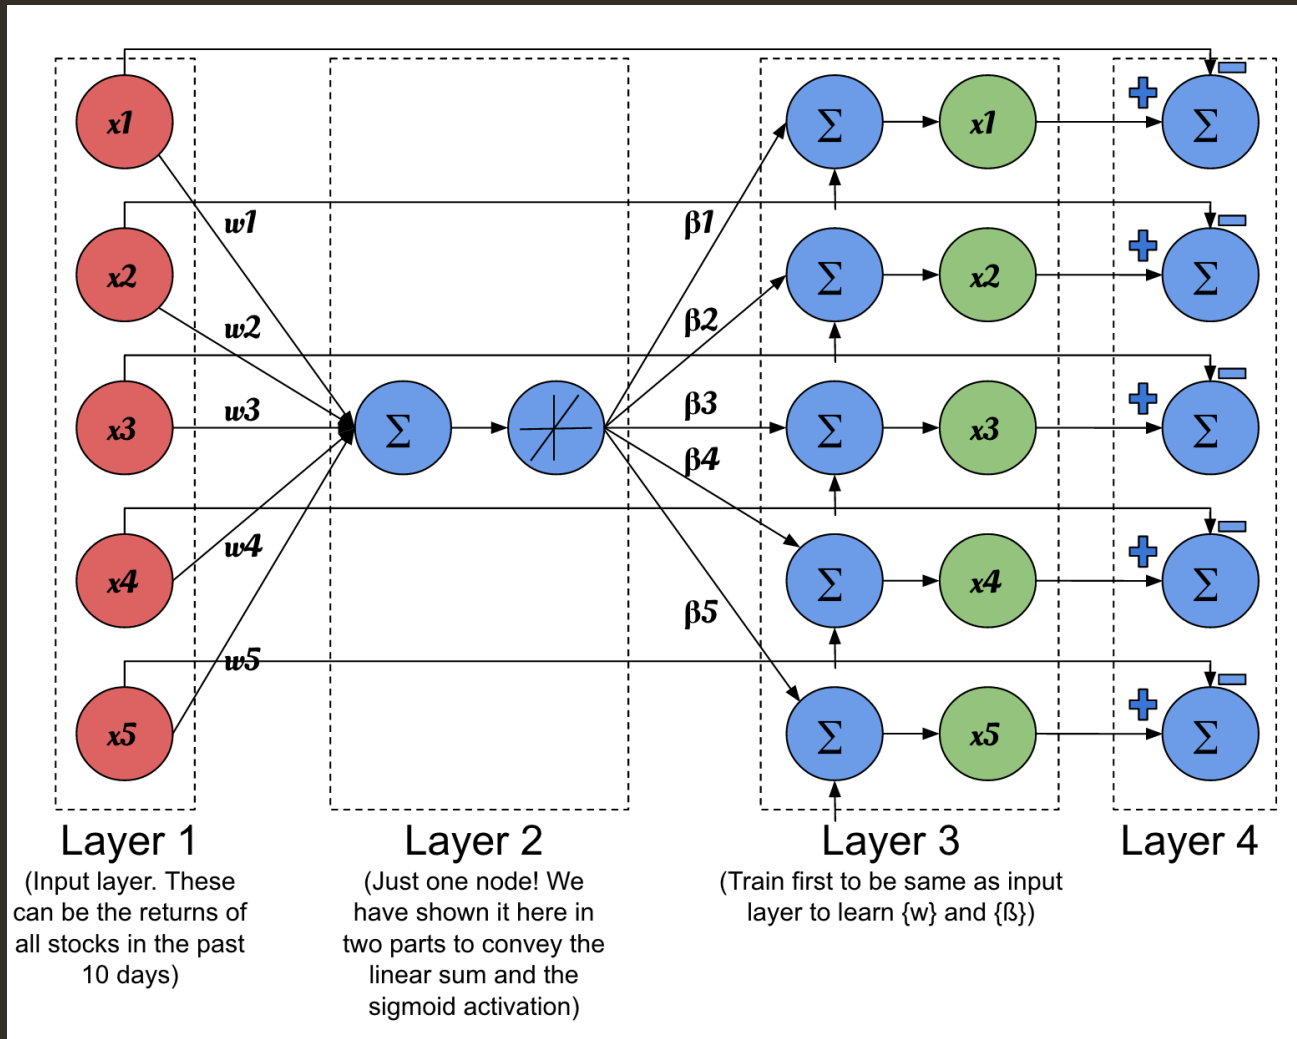 x1
Σ
x1
Σ
w1
β1
x2
Σ
x2
Σ
w2
β2
x3
w3
Σ
β3
Σ
x3
Σ
β4
x4
w4
Σ
x4
Σ
β5
w5
x5
Σ
x5
Σ
Layer 1
(Input layer. These
can be the returns of
all stocks in the past
10 days)
Layer 2
(Just one node! We
have shown it here in
two parts to convey the
linear sum and the
sigmoid activation)
Layer 3
(Train first to be same as input
layer to learn {w} and {ß})
Layer 4